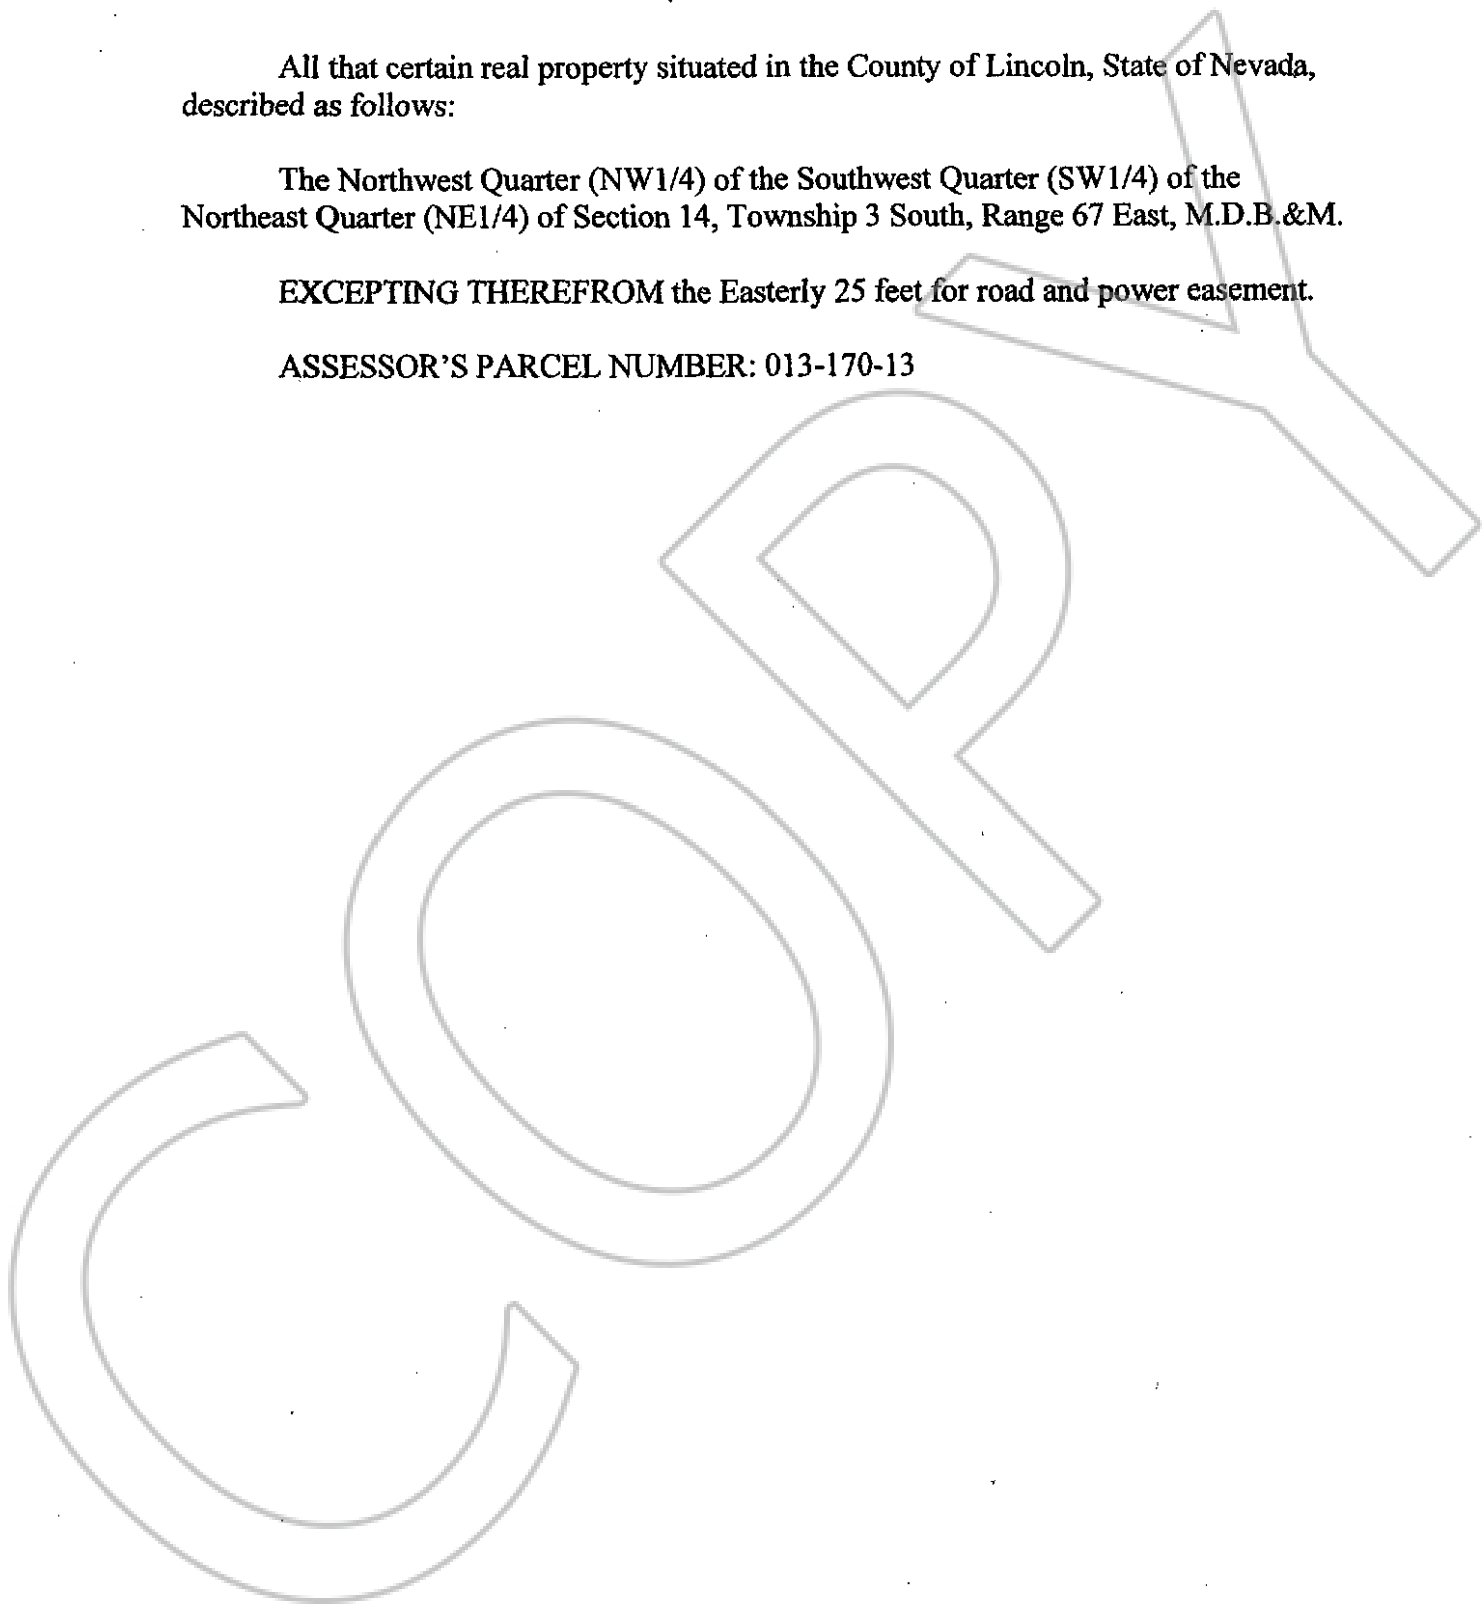 All that certain real property situated in the County of Lincoln, State of Nevada,
described as follows:
The Northwest Quarter (NW1/4) of the Southwest Quarter (SW1/4) of the
Northeast Quarter (NE1/4) of Section 14, Township 3 South, Range 67 East, M.D.B.&M.
EXCEPTING THEREFROM the Easterly 25 feet for road and power easement.
ASSESSOR'S PARCEL NUMBER: 013-170-13
COPY